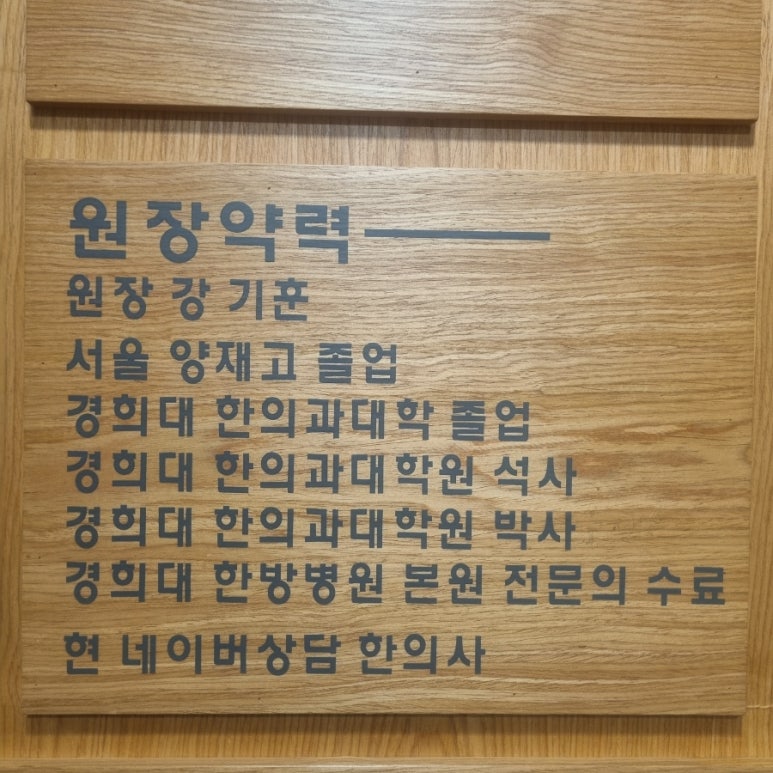 원장약력
원장 강 기훈
서울 양재고 졸업
경희대 한의과대학 졸업
경희대 한의과대학원 석사
경희대 한의과대학원 박사
경희대 한방병원 본원 전문의 수료
현 네이버상담 한의사